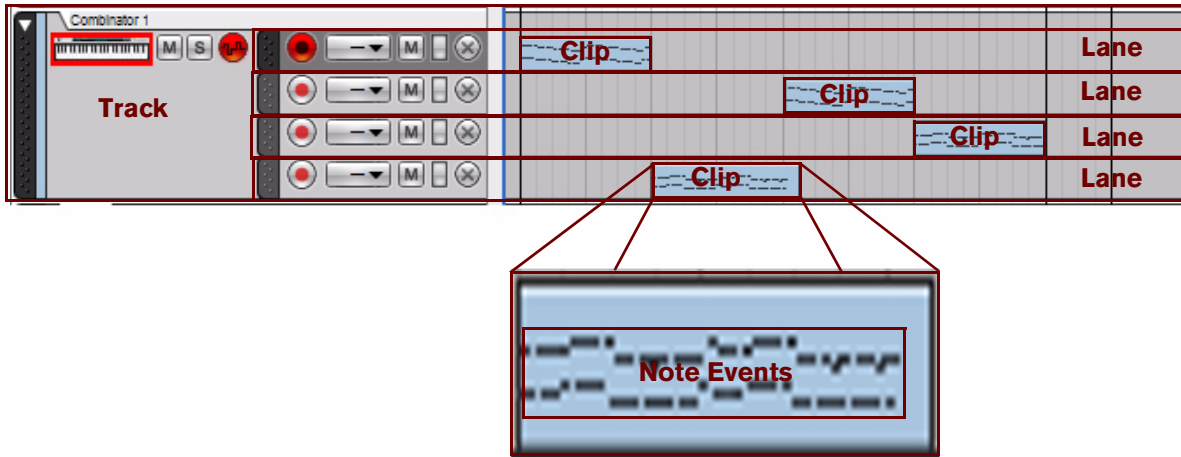 Combinator 1
M S M Clip Lane
Track
M Clip Lane
M Clip Lane
M Clip Lane
Note Events